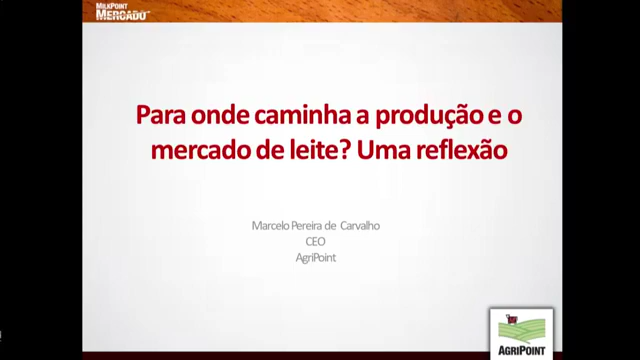 MILKPOINT
MERCADO
Para onde caminha a produção e o
mercado de leite? Uma reflexão
Marcelo Pereira de Carvalho
CEO
AgriPoint
AGRIPOINT